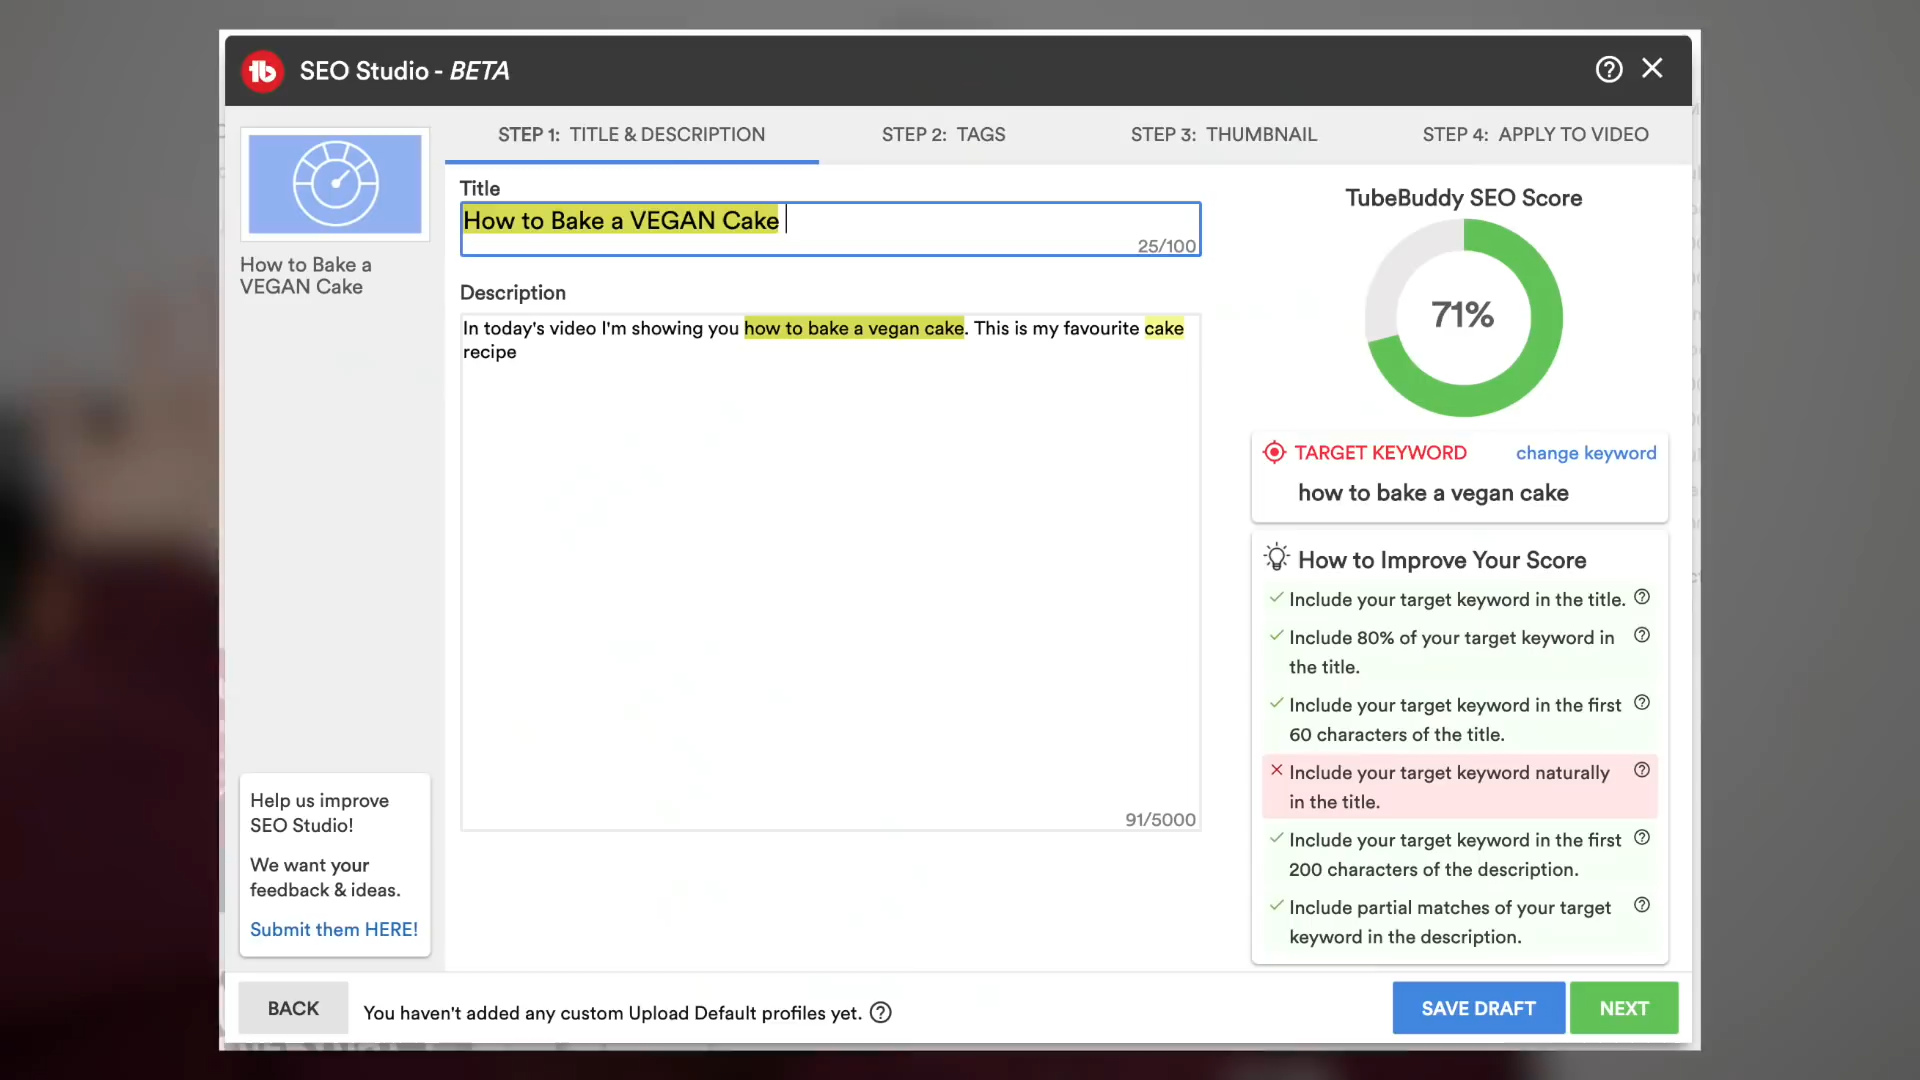 SEO Studio - BETA
STEP 1: TITLE & DESCRIPTION
STEP 2: TAGS
STEP 3: THUMBNAIL
STEP 4: APPLY TO VIDEO
How to Bake a
VEGAN Cake
Title
How to Bake a VEGAN Cake
25/100
Description
In today's video I'm showing you how to bake a vegan cake. This is my favourite cake
recipe
91/5000
TubeBuddy SEO Score
71%
TARGET KEYWORD
change keyword
how to bake a vegan cake
How to Improve Your Score
Include your target keyword in the title.
Include 80% of your target keyword in
the title.
Include your target keyword in the first
60 characters of the title.
Include your target keyword naturally
in the title.
Include your target keyword in the first
200 characters of the description.
Include partial matches of your target
keyword in the description.
Help us improve
SEO Studio!
We want your
feedback & ideas.
Submit them HERE!
BACK
You haven't added any custom Upload Default profiles yet.
SAVE DRAFT
NEXT